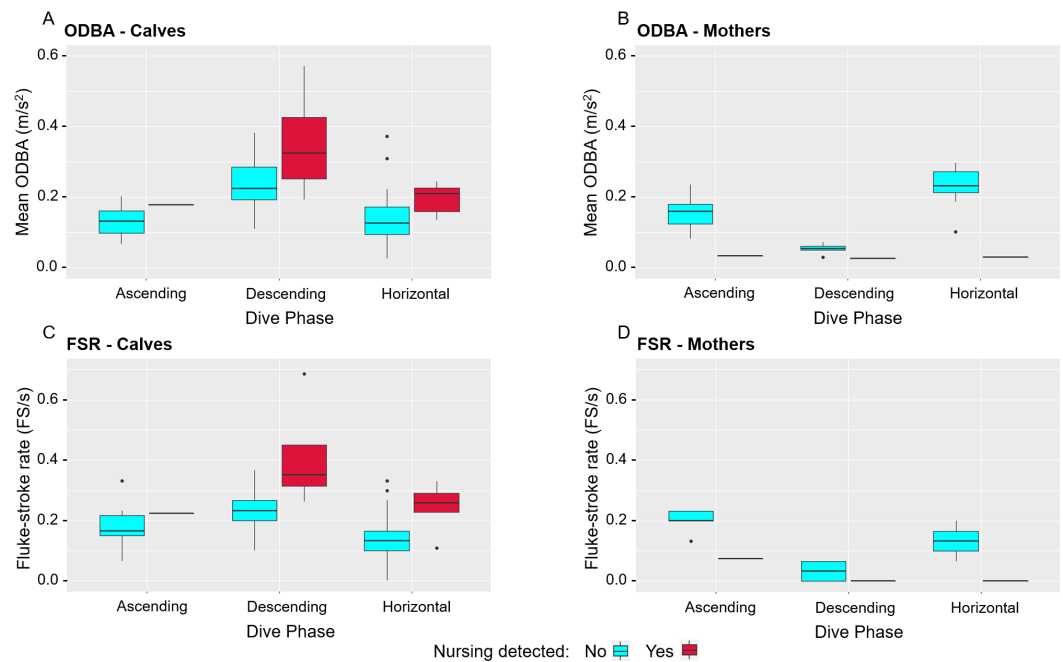 A
ODBA - Calves
Mean ODBA (m/s²)
0.6
0.4
0.2
0.0
Ascending Descending Horizontal
Dive Phase
B
ODBA - Mothers
Mean ODBA (m/s²)
0.6
0.4
0.2
0.0
Ascending Descending Horizontal
Dive Phase
C
FSR - Calves
Fluke-stroke rate (FS/s)
0.6
0.4
0.2
0.0
Ascending Descending Horizontal
Dive Phase
D
FSR - Mothers
Fluke-stroke rate (FS/s)
0.6
0.4
0.2
0.0
Ascending Descending Horizontal
Dive Phase
Nursing detected: No Yes